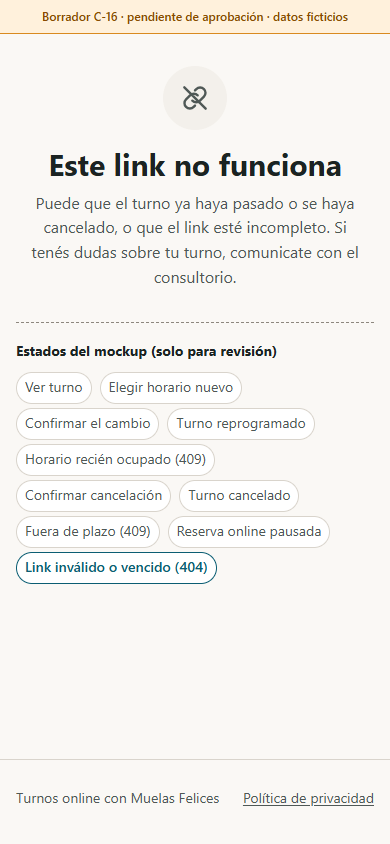 Borrador C-16 · pendiente de aprobación · datos ficticios
Este link no funciona
Puede que el turno ya haya pasado o se haya
cancelado, o que el link esté incompleto. Si
tenés dudas sobre tu turno, comunicate con el
consultorio.
Estados del mockup (solo para revisión)
Ver turno
Elegir horario nuevo
Confirmar el cambio
Turno reprogramado
Horario recién ocupado (409)
Confirmar cancelación
Turno cancelado
Fuera de plazo (409)
Reserva online pausada
Link inválido o vencido (404)
Turnos online con Muelas Felices
Política de privacidad